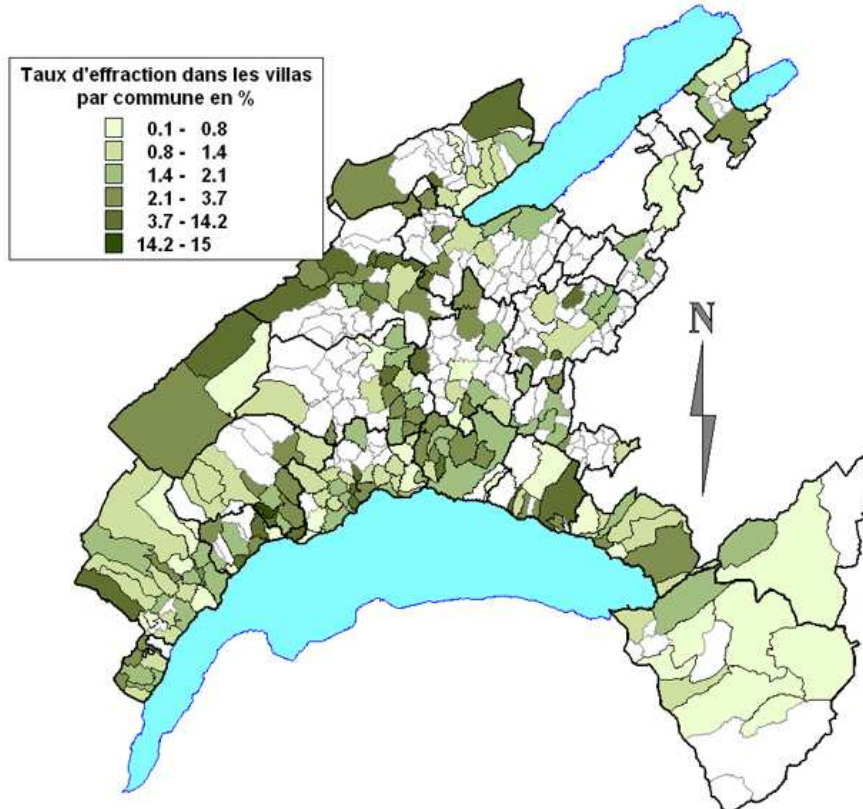 Taux d'effraction dans les villas
par commune en %
0.1 - 0.8
0.8 - 1.4
1.4 - 2.1
2.1 - 3.7
3.7 - 14.2
14.2 - 15
N